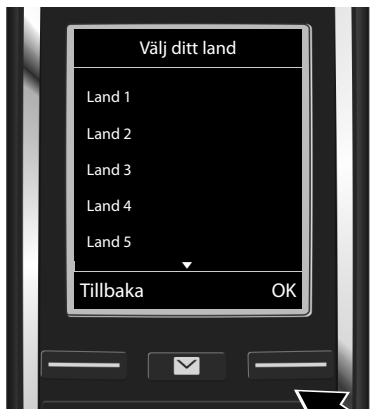 Välj ditt land
Land 1
Land 2
Land 3
Land 4
Land 5
Tillbaka
OK